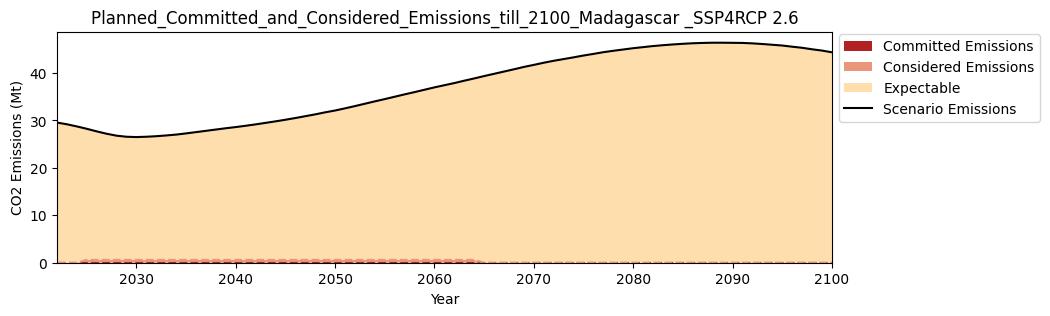 Planned_Committed_and_Considered_Emissions_till_2100_Madagascar _SSP4RCP 2.6
Committed Emissions
Considered Emissions
Expectable
Scenario Emissions
CO2 Emissions (Mt)
40
30
20
10
0
2030 2040 2050 2060 2070 2080 2090 2100
Year